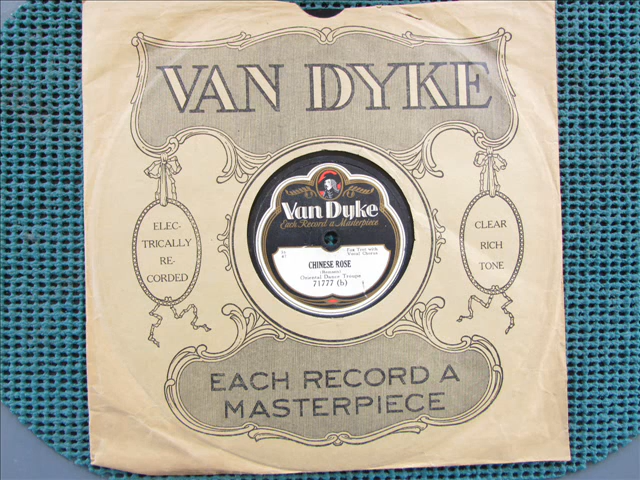 VAN DYKE
ELEC-
TRICALLY
RE-
CORDED
CLEAR
RICH
TONE
Van Dyke
Each Record a Masterpiece
Fox Trot with
Vocal Chorus
CHINESE ROSE
Oriental Dance Troupe
71777 (b)
EACH RECORD A
MASTERPIECE